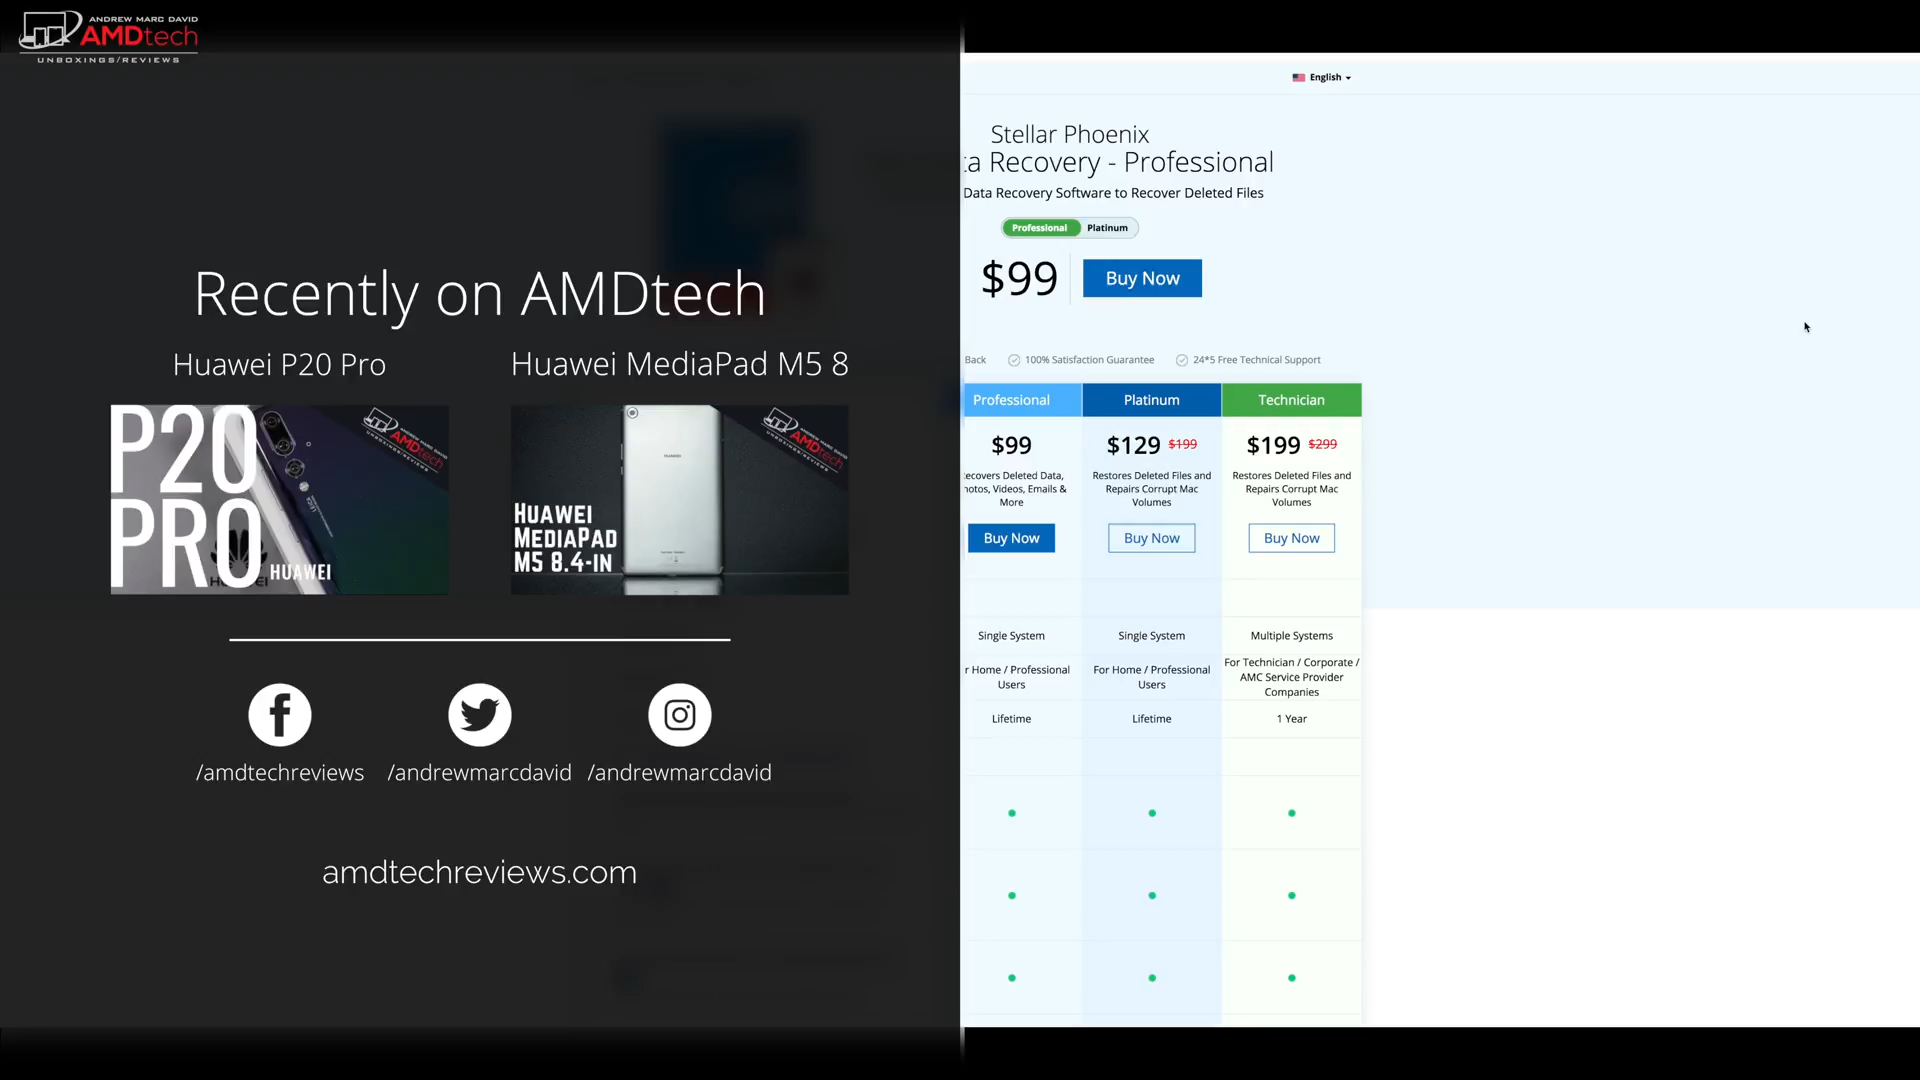 ANDREW MARC DAVID
AMDtech
UNBOXINGS/REVIEWS
Recently on AMDtech
Huawei P20 Pro
Huawei MediaPad M5 8
P20
PRO
HUAWEI
HUAWEI
MEDIAPAD
M5 8.4-IN
/amdtechreviews
/andrewmarcdavid
/andrewmarcdavid
amdtechreviews.com
English
Stellar Phoenix
ta Recovery - Professional
Data Recovery Software to Recover Deleted Files
Professional Platinum
$99 Buy Now
Back 100% Satisfaction Guarantee 24*5 Free Technical Support
Professional Platinum Technician
$99
ecovers Deleted Data,
hotos, Videos, Emails &
More
Buy Now
$129 $199
Restores Deleted Files and
Repairs Corrupt Mac
Volumes
Buy Now
$199 $299
Restores Deleted Files and
Repairs Corrupt Mac
Volumes
Buy Now
Single System
Single System
Multiple Systems
r Home / Professional
Users
For Home / Professional
Users
For Technician / Corporate /
AMC Service Provider
Companies
Lifetime
Lifetime
1 Year